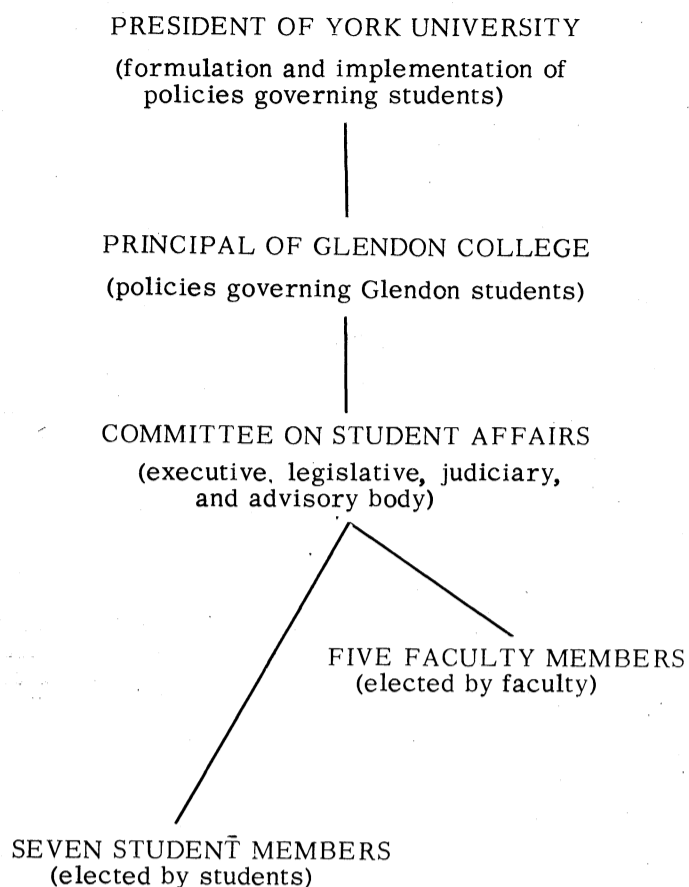 PRESIDENT OF YORK UNIVERSITY
(formulation and implementation of
policies governing students)
PRINCIPAL OF GLENDON COLLEGE
(policies governing Glendon students)
COMMITTEE ON STUDENT AFFAIRS
(executive, legislative, judiciary,
and advisory body)
FIVE FACULTY MEMBERS
(elected by faculty)
SEVEN STUDENT MEMBERS
(elected by students)